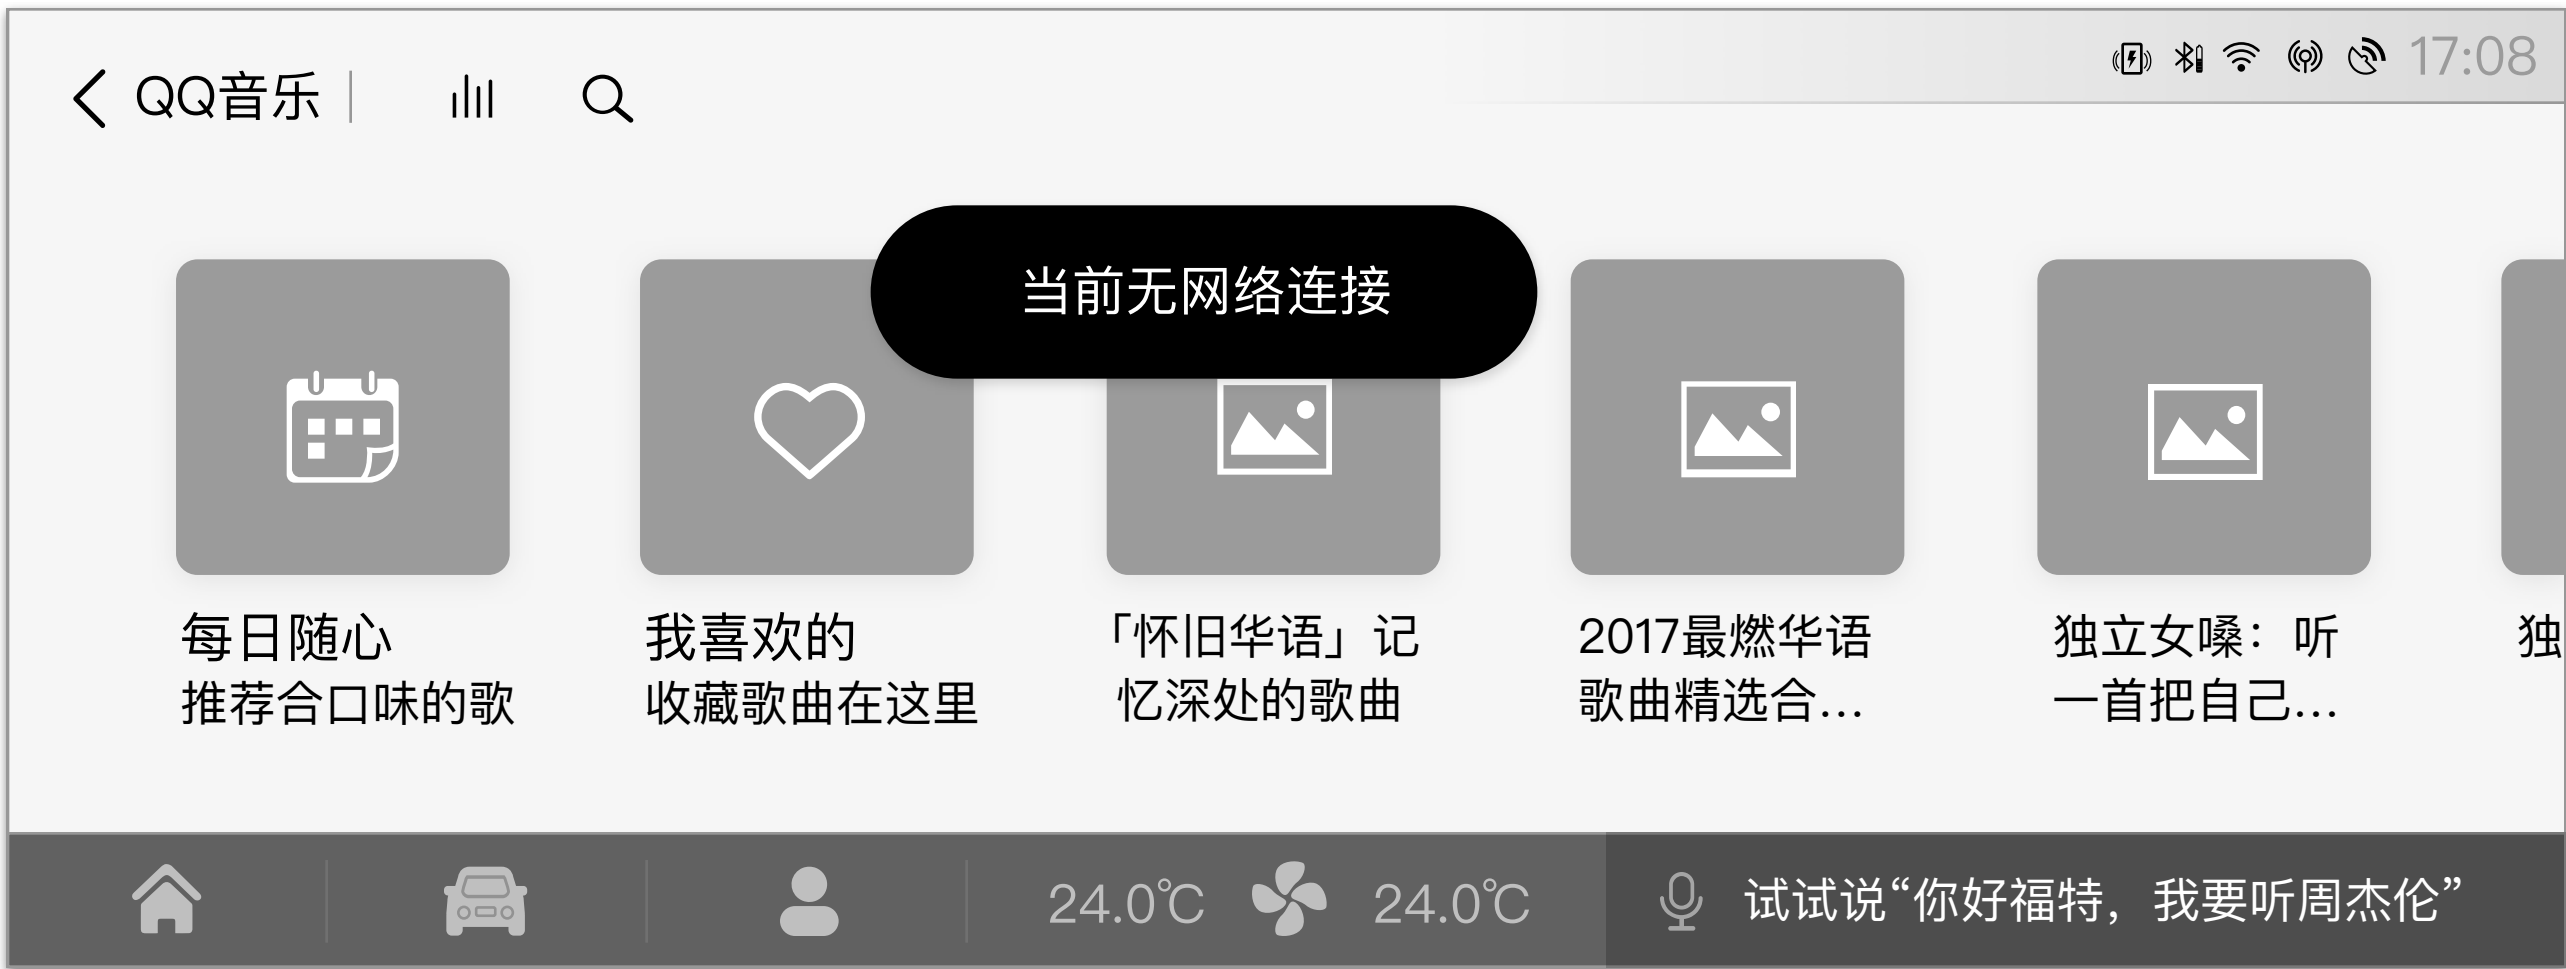 QQ音乐
17:08
当前无网络连接
每日随心
推荐合口味的歌
我喜欢的
收藏歌曲在这里
「怀旧华语」记
忆深处的歌曲
2017最燃华语
歌曲精选合...
独立女嗓：听
一首把自己...
独
24.0℃
24.0℃
试试说“你好福特，我要听周杰伦”